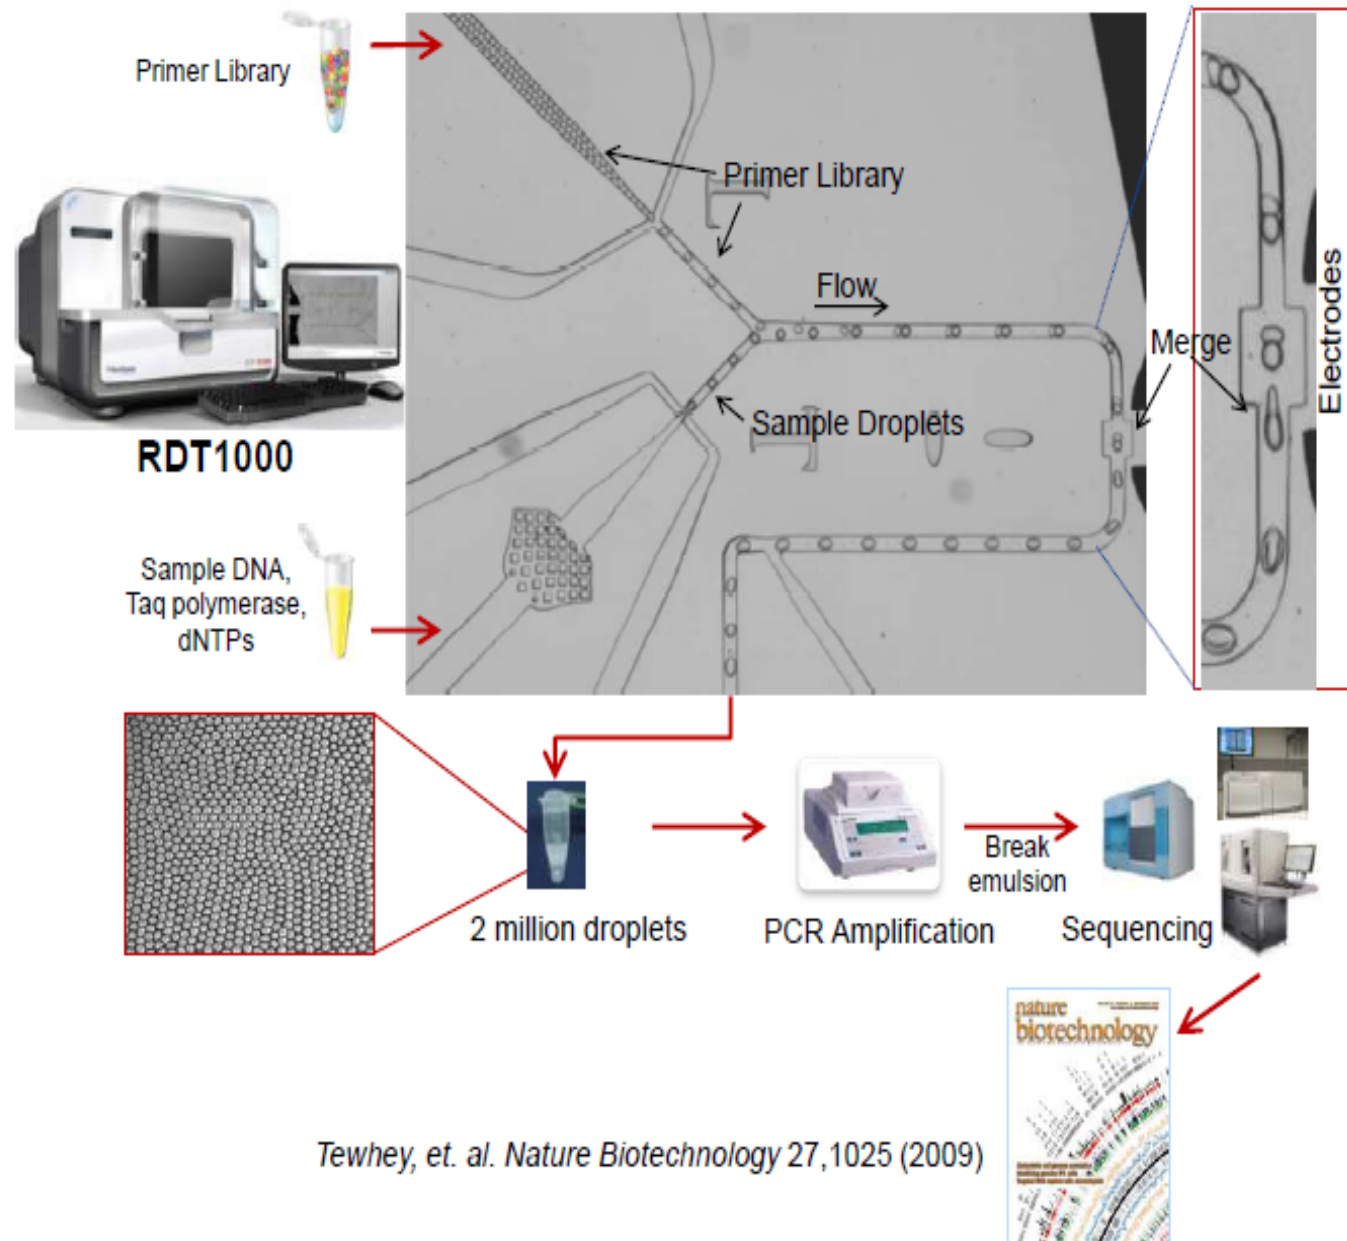 Primer Library
Primer Library
Flow
Merge
Electrodes
Sample Droplets
RDT1000
Sample DNA,
Taq polymerase,
dNTPs
2 million droplets
PCR Amplification
Break
emulsion
Sequencing
nature
biotechnology
Tewhey, et. al. Nature Biotechnology 27,1025 (2009)